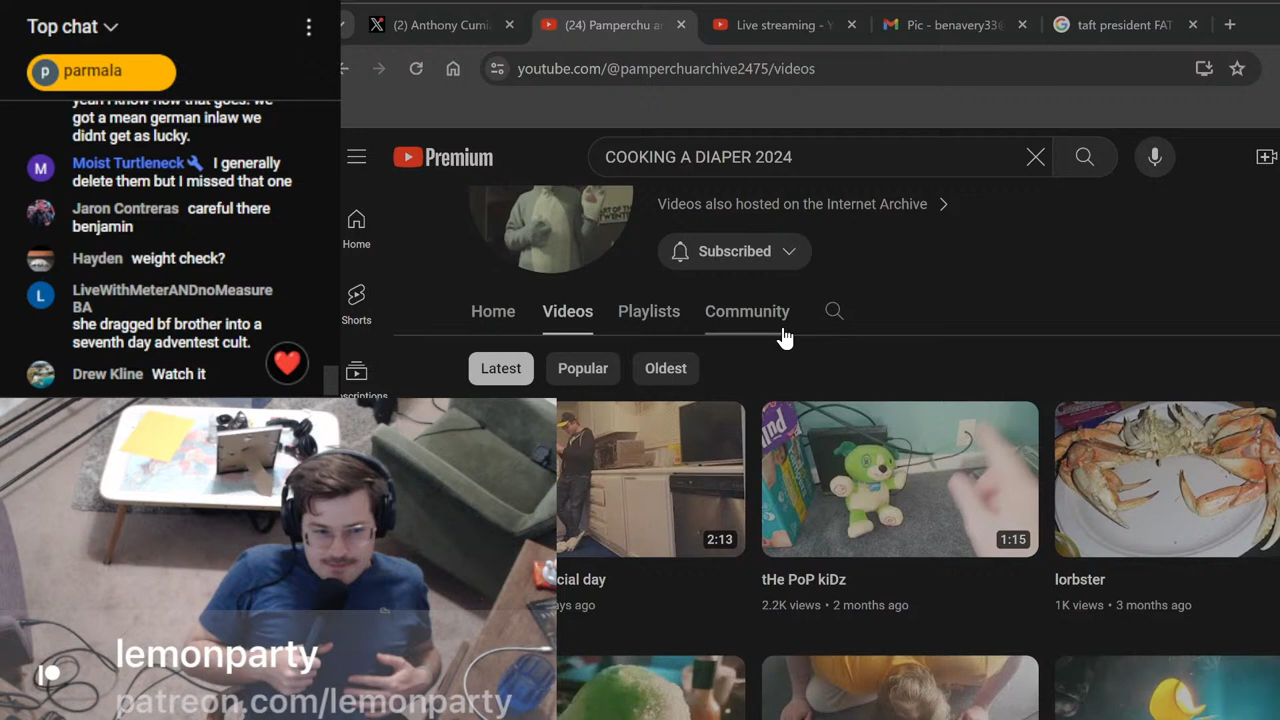 Top chat
parmala
yeah i know how that goes. we
got a mean german inlaw we
didnt get as lucky.
Moist Turtleneck I generally
delete them but I missed that one
Jaron Contreras careful there
benjamin
Hayden weight check?
LiveWithMeterANDnoMeasure
BA
she dragged bf brother into a
seventh day adventest cult.
Drew Kline Watch it
(2) Anthony Cumia
(24) Pamperchu a
Live streaming - Y
Pic - benavery33@
taft president FAT
youtube.com/@pamperchuarchive2475/videos
Premium
COOKING A DIAPER 2024
Videos also hosted on the Internet Archive
Subscribed
Home
Shorts
Home Videos Playlists Community
Latest Popular Oldest
2:13
1:15
cial day
tHe PoP kiDz
lorbster
ays ago
2.2K views • 2 months ago
1K views • 3 months ago
lemonparty
patreon.com/lemonparty